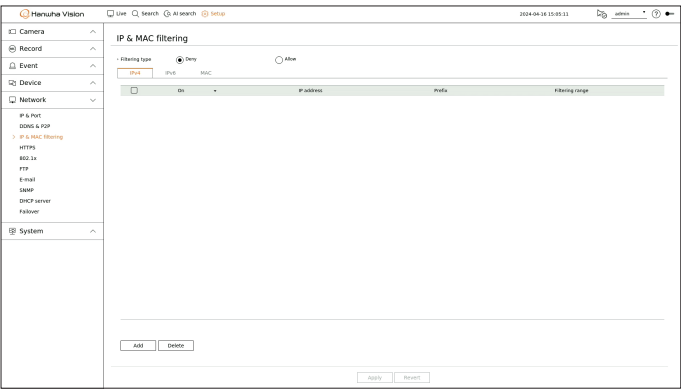 Hanwha Vision
Live Search AI search Setup
2024-04-16 15:05:11
admin
?
Camera
Record
Event
Device
Network
IP & Port
DDNS & P2P
IP & MAC filtering
HTTPS
802.1x
FTP
E-mail
SNMP
DHCP server
Failover
System
IP & MAC filtering
Filtering type Deny Allow
IPv4 IPv6 MAC
On IP address Prefix Filtering range
Add Delete
Apply Revert